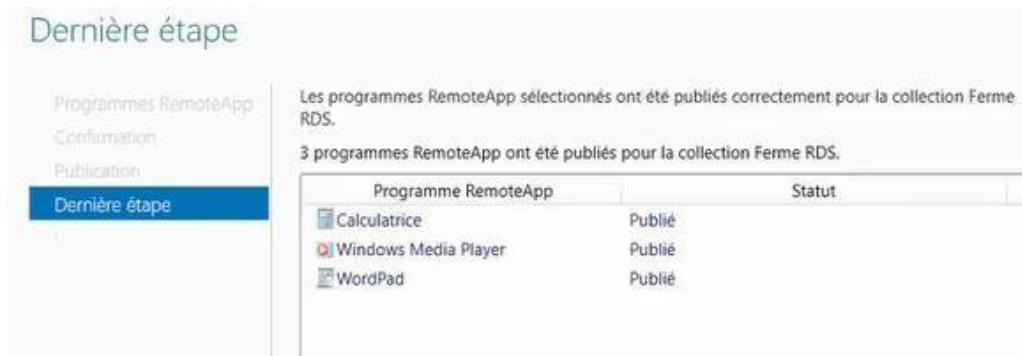 Dernière étape
Programmes RemoteApp
Confirmation
Publication
Dernière étape
Les programmes RemoteApp sélectionnés ont été publiés correctement pour la collection Ferme
RDS.
3 programmes RemoteApp ont été publiés pour la collection Ferme RDS.
Programme RemoteApp Statut
Calculatrice Publié
Windows Media Player Publié
WordPad Publié